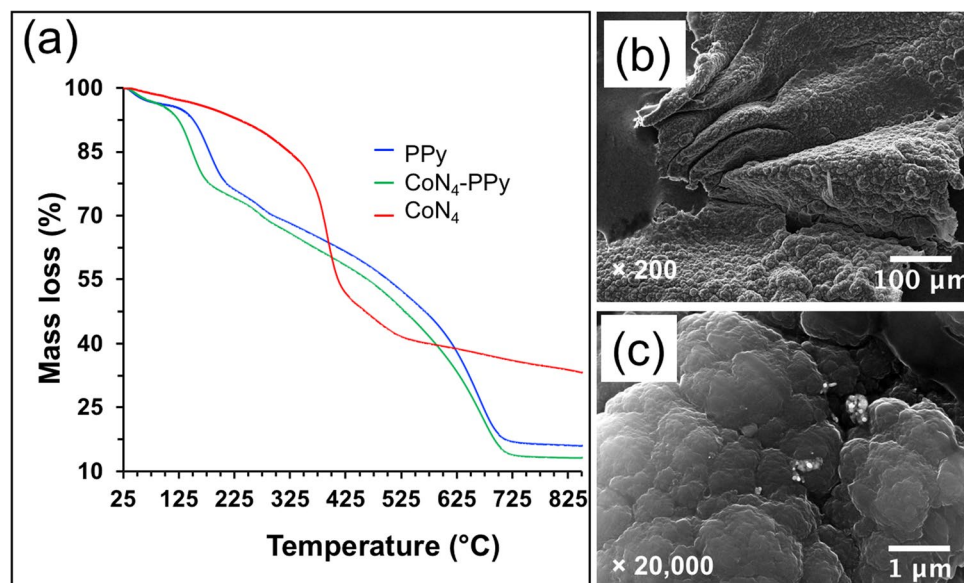 (a)
100
85
70
55
40
25
10
Mass loss (%)
PPy
CoN₄-PPy
CoN₄
25 125 225 325 425 525 625 725 825
Temperature (°C)
(b)
× 200
100 µm
(c)
× 20,000
1 µm